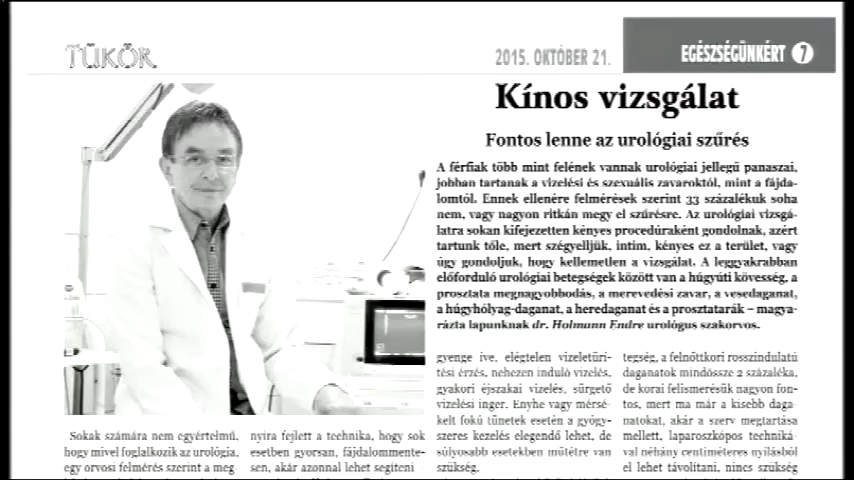 TÜKÖR
2015. OKTÓBER 21.
EGÉSZSÉGÜNKÉRT 7
Kínos vizsgálat
Fontos lenne az urológiai szűrés
A férfiak több mint felének vannak urológiai jellegű panaszai,
jobban tartanak a vizelési és szexuális zavaroktól, mint a fájda-
lomtól. Ennek ellenére felmérések szerint 33 százalékuk soha
nem, vagy nagyon ritkán megy el szűrésre. Az urológiai vizsgá-
latra sokan kifejezetten kényes procedúraként gondolnak, azért
tartunk tőle, mert szégyelljük, intim, kényes ez a terület, vagy
úgy gondoljuk, hogy kellemetlen a vizsgálat. A leggyakrabban
előforduló urológiai betegségek között van a húgyúti kövesség, a
prosztata megnagyobbodás, a merevedési zavar, a vesedaganat,
a húgyhólyag-daganat, a heredaganat és a prosztatarák – magya-
rázta lapunknak dr. Holmann Endre urológus szakorvos.
Sokak számára nem egyértelmű,
hogy mivel foglalkozik az urológia,
egy orvosi felmérés szerint a meg-
nyira fejlett a technika, hogy sok
esetben gyorsan, fájdalommente-
sen, akár azonnal lehet segíteni –
gyenge íve, elégtelen vizeletürí-
tési érzés, nehezen induló vizelés,
gyakori éjszakai vizelés, sürgető
vizelési inger. Enyhe vagy mérsé-
kelt fokú tünetek esetén a gyógy-
szeres kezelés elegendő lehet, de
súlyosabb esetekben műtétre van
szükség.
tegség, a felnőttkori rosszindulatú
daganatok mindössze 2 százaléka,
de korai felismerésük nagyon fon-
tos, mert ma már a kisebb daga-
natokat, akár a szerv megtartása
mellett, laparoszkópos techniká-
val néhány centiméteres nyílásból
el lehet távolítani, nincs szükség